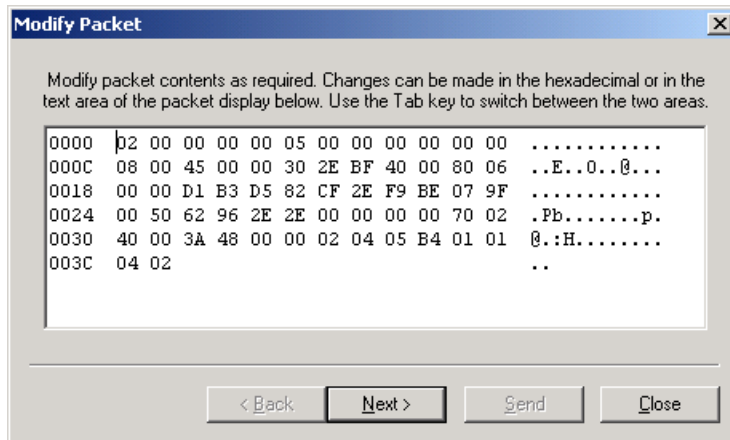 Modify Packet
Modify packet contents as required. Changes can be made in the hexadecimal or in the
text area of the packet display below. Use the Tab key to switch between the two areas.
0000 02 00 00 00 00 05 00 00 00 00 00 00 ............
000C 08 00 45 00 00 30 2E BF 40 00 80 06 ..E..0..@...
0018 00 00 D1 B3 D5 82 CF 2E F9 BE 07 9F ............
0024 00 50 62 96 2E 2E 00 00 00 00 70 02 .Pb.......p.
0030 40 00 3A 48 00 00 02 04 05 B4 01 01 @.:H........
003C 04 02 ..
< Back Next > Send Close